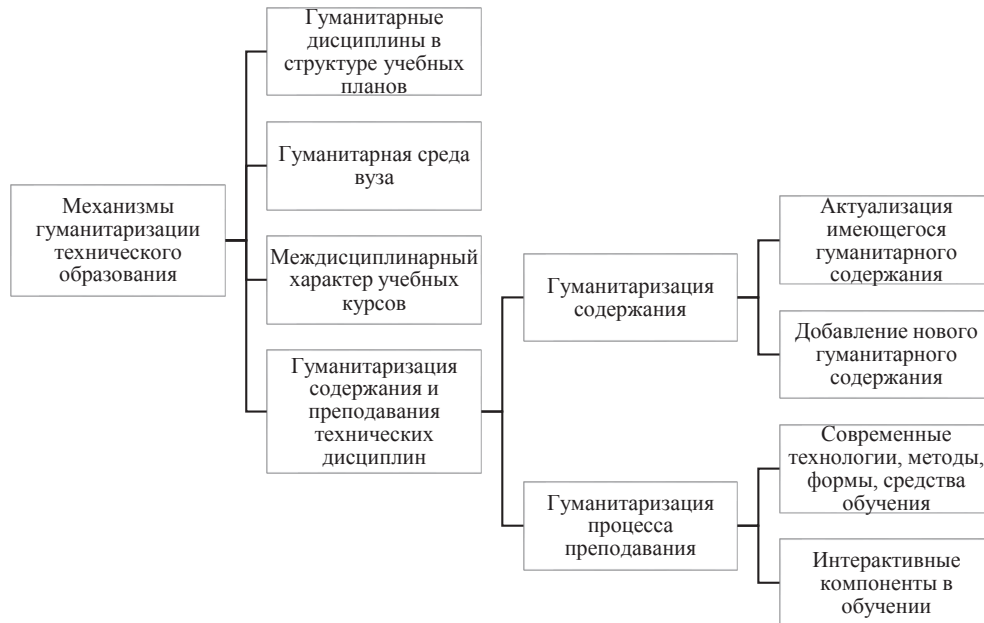 Гуманитарные
дисциплины в
структуре учебных
планов
Гуманитарная среда
вуза
Механизмы
гуманитаризации
технического
образования
Междисциплинарный
характер учебных
курсов
Гуманитаризация
содержания и
преподавания
технических
дисциплин
Гуманитаризация
содержания
Актуализация
имеющегося
гуманитарного
содержания
Добавление нового
гуманитарного
содержания
Гуманитаризация
процесса
преподавания
Современные
технологии, методы,
формы, средства
обучения
Интерактивные
компоненты в
обучении